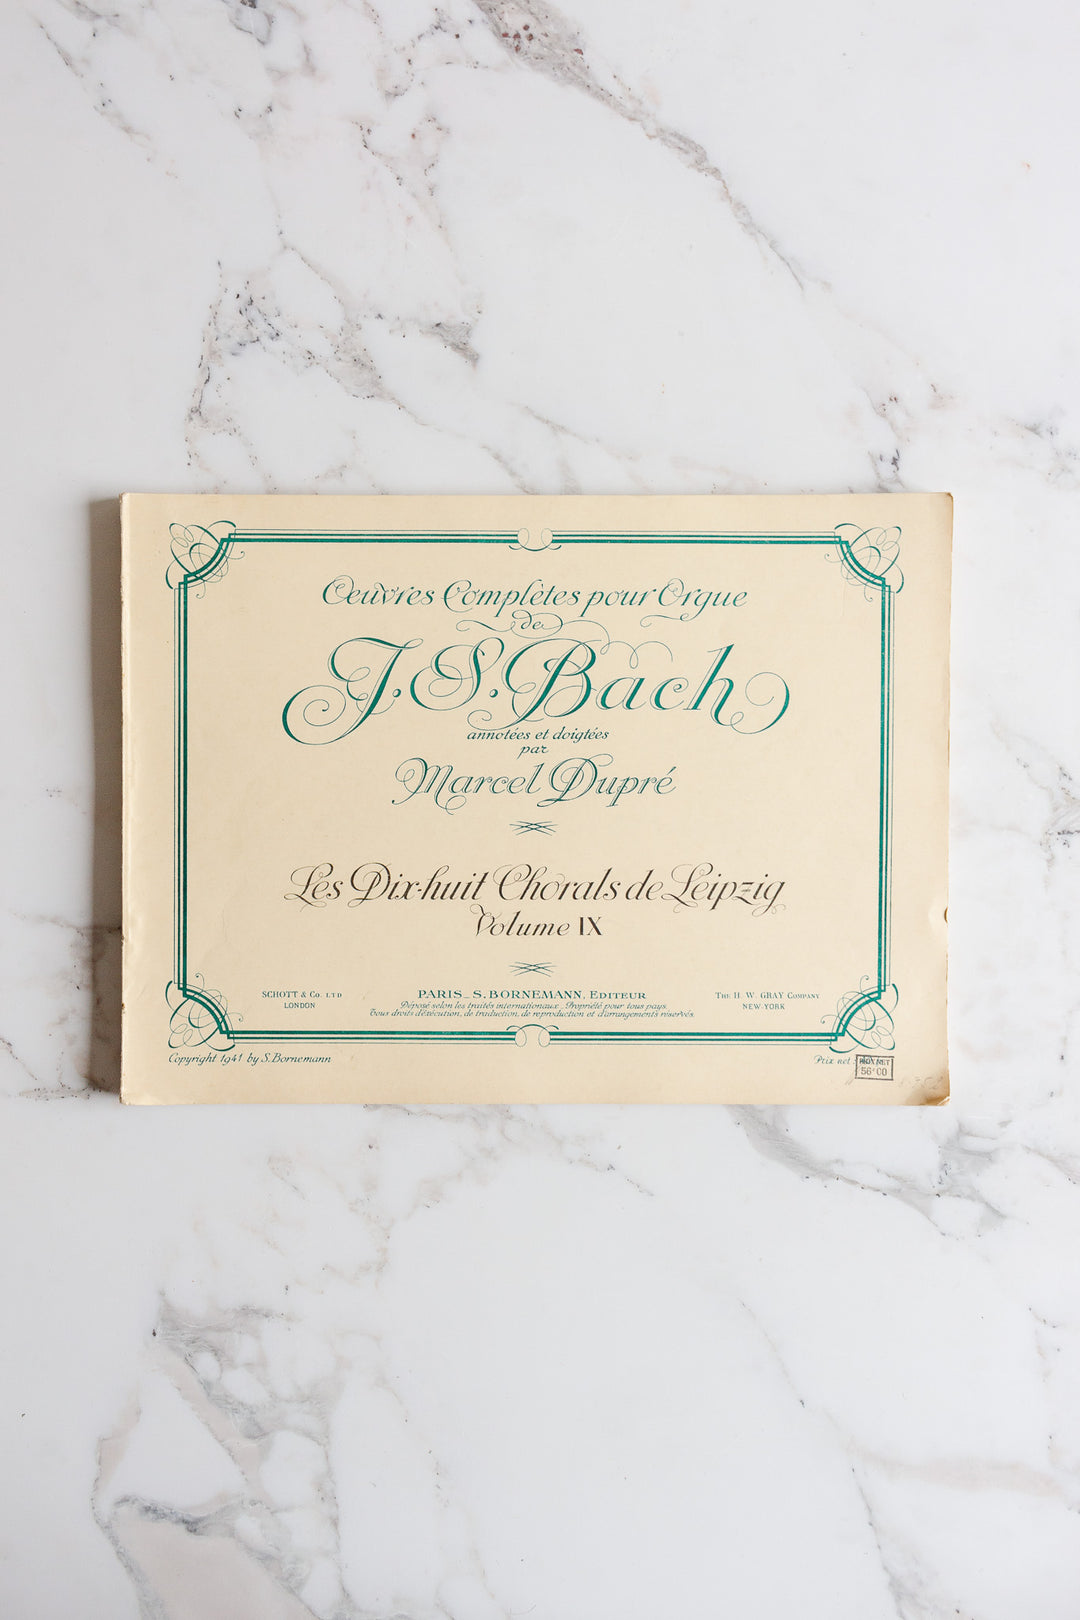 Oeuvres Complètes pour Orgue
de
J.S. Bach
annotées et doigtées
par
Marcel Dupré
Les Dix-huit Chorals de Leipzig
Volume IX
SCHOTT & Co. LTD
LONDON
PARIS _ S. BORNEMANN, EDITEUR
Déposé selon les traités internationaux _ Propriété pour tous pays
Tous droits d'exécution, de traduction, de reproduction et d'arrangements réservés.
THE H. W. GRAY COMPANY
NEW-YORK
Copyright 1941 by S. Bornemann
Prix net :
NET
56·00